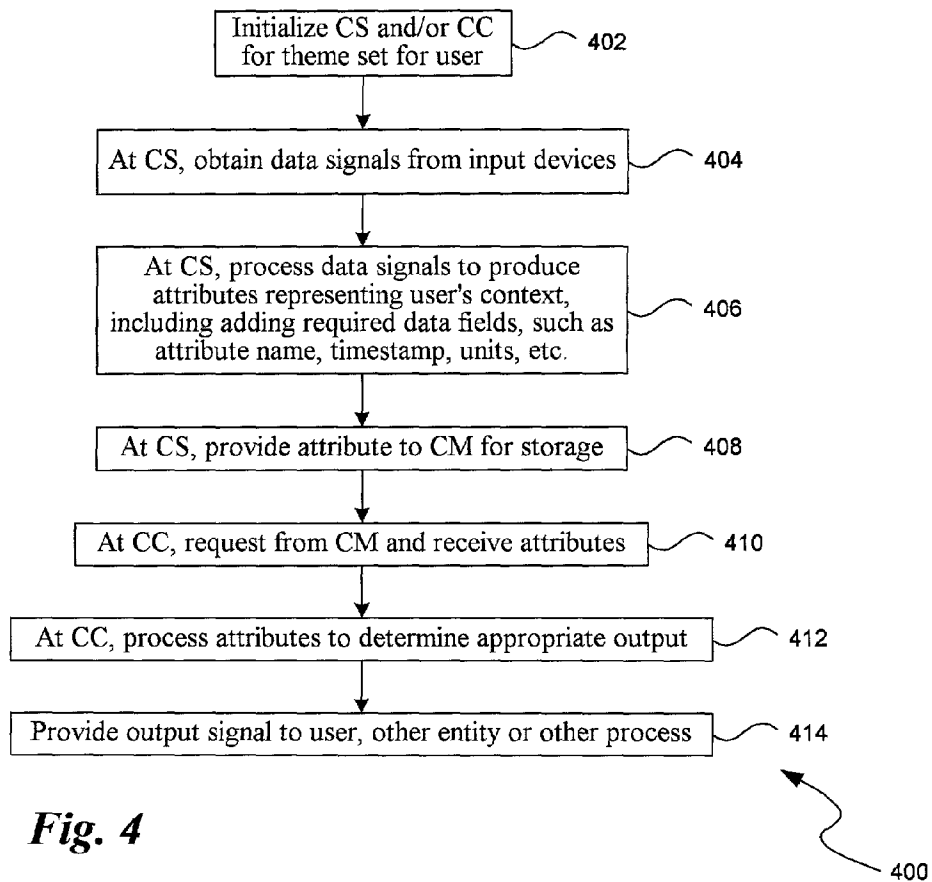 Initialize CS and/or CC
for theme set for user
402
At CS, obtain data signals from input devices
404
At CS, process data signals to produce
attributes representing user's context,
including adding required data fields, such as
attribute name, timestamp, units, etc.
406
At CS, provide attribute to CM for storage
408
At CC, request from CM and receive attributes
410
At CC, process attributes to determine appropriate output
412
Provide output signal to user, other entity or other process
414
Fig. 4
400